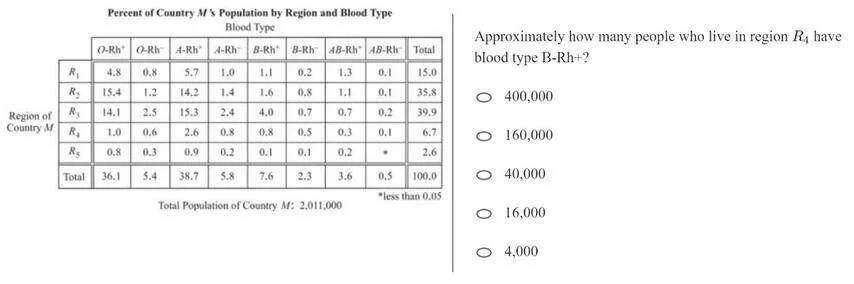 Percent of Country M's Population by Region and Blood Type
Blood Type
O-Rh⁺ O-Rh⁻ A-Rh⁺ A-Rh⁻ B-Rh⁺ B-Rh⁻ AB-Rh⁺ AB-Rh⁻ Total
R₁ 4.8 0.8 5.7 1.0 1.1 0.2 1.3 0.1 15.0
R₂ 15.4 1.2 14.2 1.4 1.6 0.8 1.1 0.1 35.8
Region of Country M
R₃ 14.1 2.5 15.3 2.4 4.0 0.7 0.7 0.2 39.9
R₄ 1.0 0.6 2.6 0.8 0.8 0.5 0.3 0.1 6.7
R₅ 0.8 0.3 0.9 0.2 0.1 0.1 0.2 * 2.6
Total 36.1 5.4 38.7 5.8 7.6 2.3 3.6 0.5 100.0
*less than 0.05
Total Population of Country M: 2,011,000
Approximately how many people who live in region R₄ have
blood type B-Rh+?
400,000
160,000
40,000
16,000
4,000